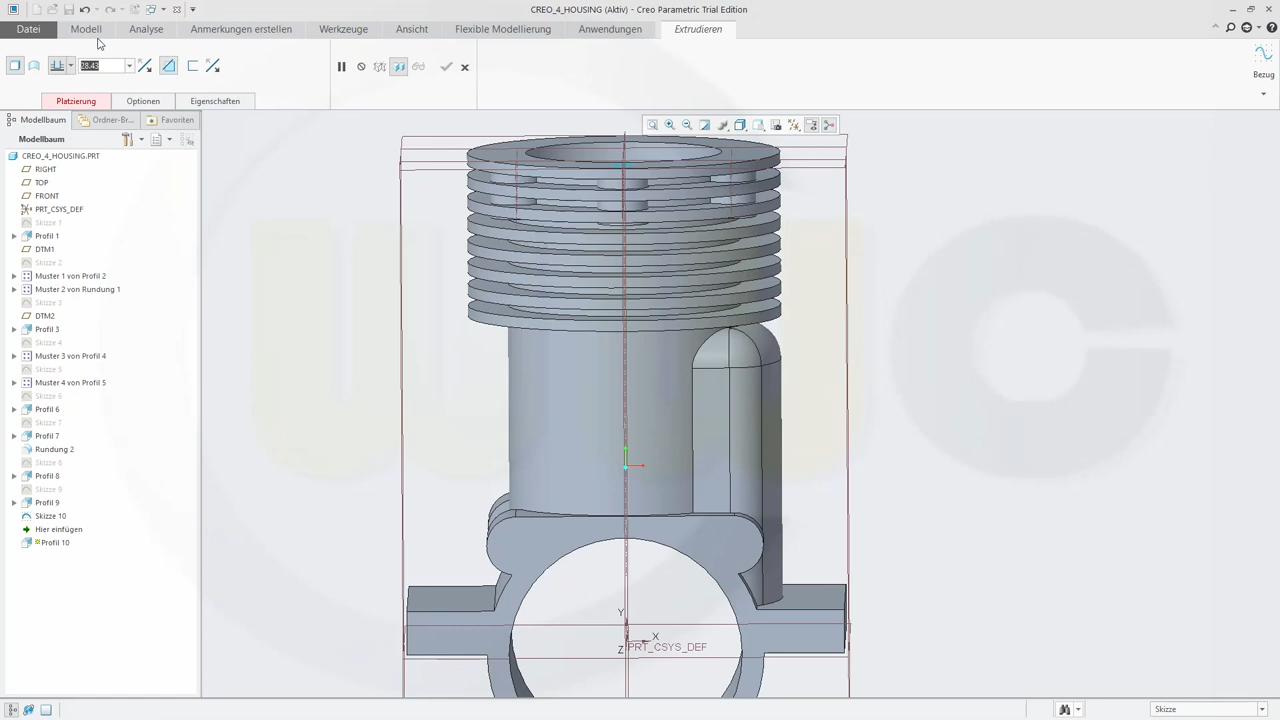 CREO_4_HOUSING (Aktiv) - Creo Parametric Trial Edition
Datei Modell Analyse Anmerkungen erstellen Werkzeuge Ansicht Flexible Modellierung Anwendungen Extrudieren
28.43
Bezug
Platzierung Optionen Eigenschaften
Modellbaum Ordner-Br... Favoriten
Modellbaum
CREO_4_HOUSING.PRT
RIGHT
TOP
FRONT
PRT_CSYS_DEF
Skizze 1
Profil 1
DTM1
Skizze 2
Muster 1 von Profil 2
Muster 2 von Rundung 1
Skizze 3
DTM2
Profil 3
Skizze 4
Muster 3 von Profil 4
Skizze 5
Muster 4 von Profil 5
Skizze 6
Profil 6
Skizze 7
Profil 7
Rundung 2
Skizze 8
Profil 8
Skizze 9
Profil 9
Skizze 10
Hier einfügen
Profil 10
Y
X
Z PRT_CSYS_DEF
Skizze